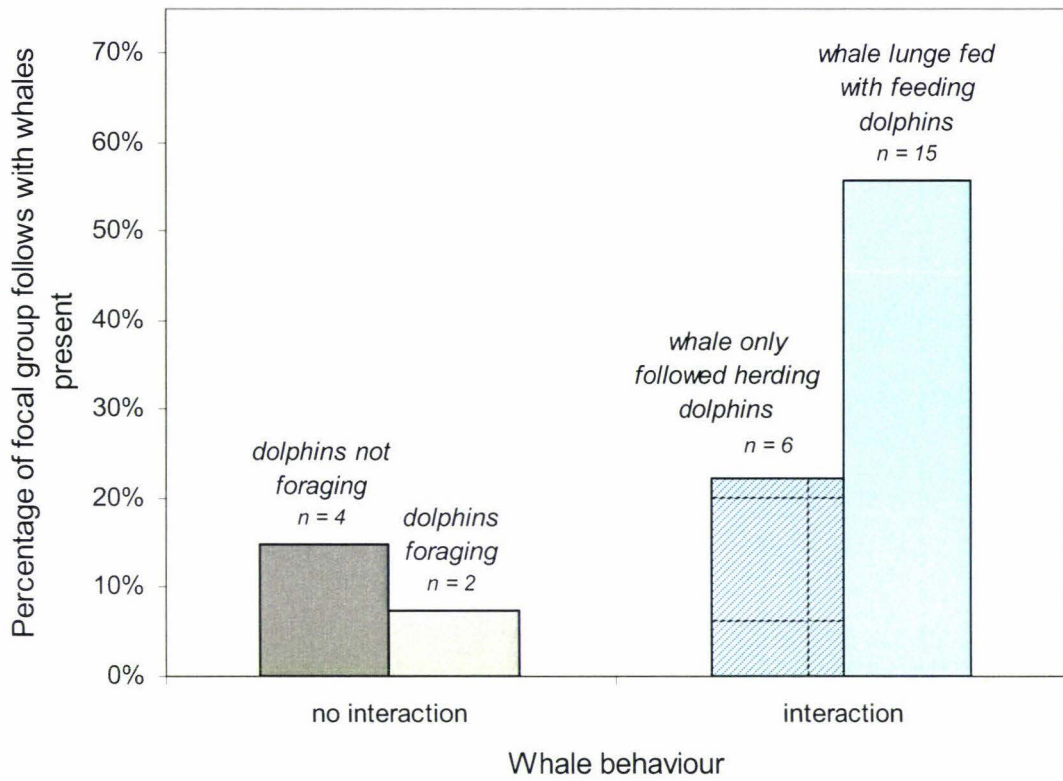 Percentage of focal group follows with whales
present
70%
60%
50%
40%
30%
20%
10%
0%
dolphins not
foraging
n = 4
dolphins
foraging
n = 2
whale only
followed herding
dolphins
n = 6
whale lunge fed
with feeding
dolphins
n = 15
no interaction
interaction
Whale behaviour